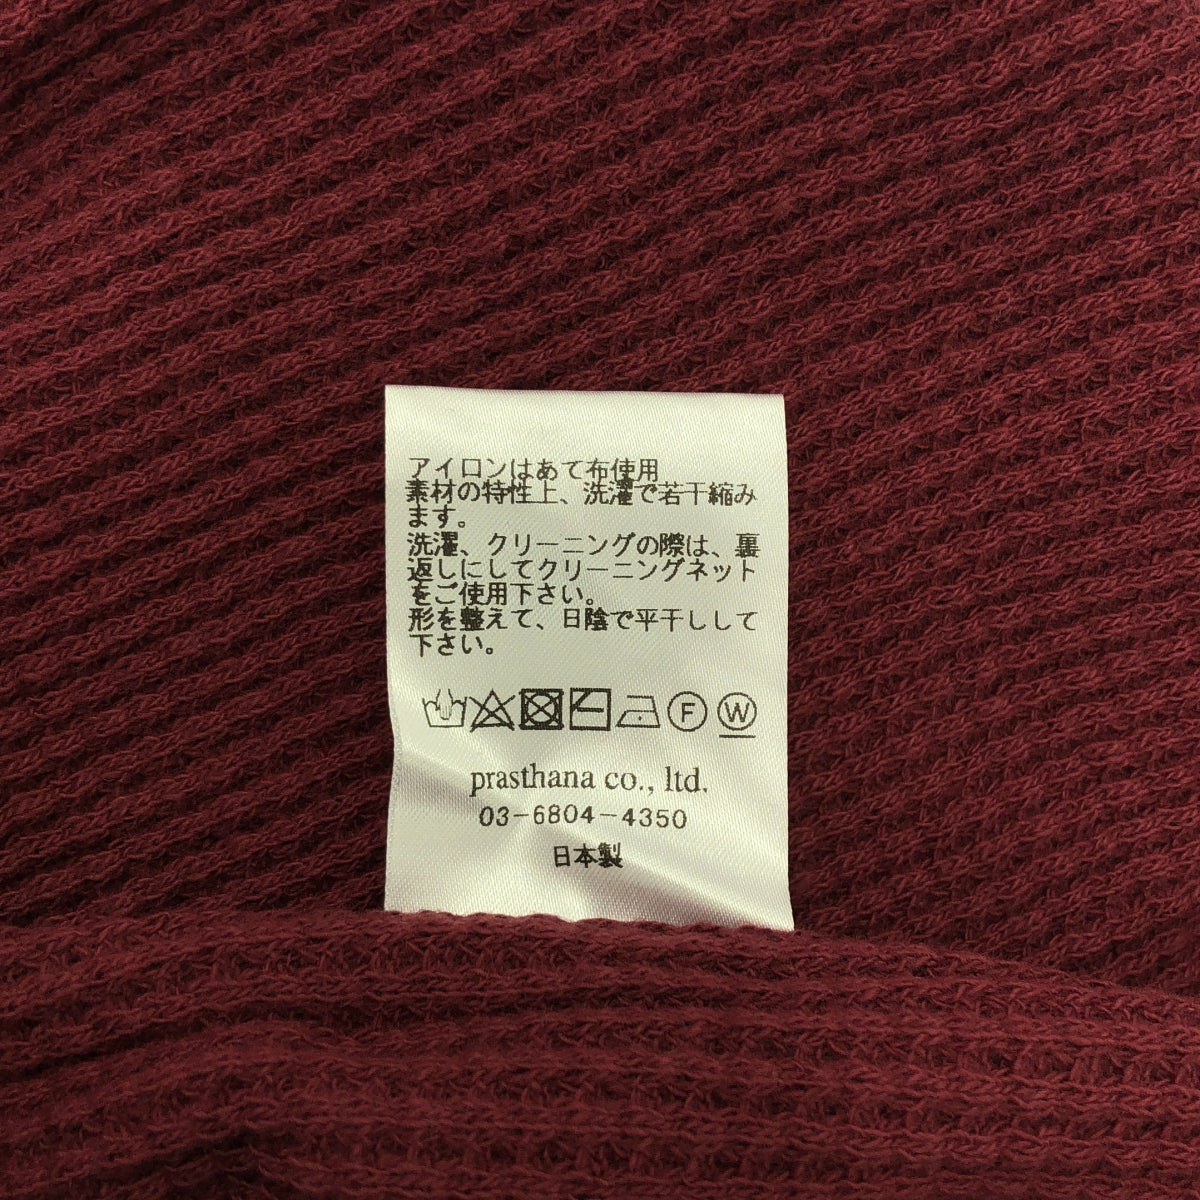 アイロンはあて布使用
素材の特性上、洗濯で若干縮み
ます。
洗濯、クリーニングの際は、裏
返しにしてクリーニングネット
をご使用下さい。
形を整えて、日陰で平干しして
下さい。
F W
prasthana co., ltd.
03-6804-4350
日本製